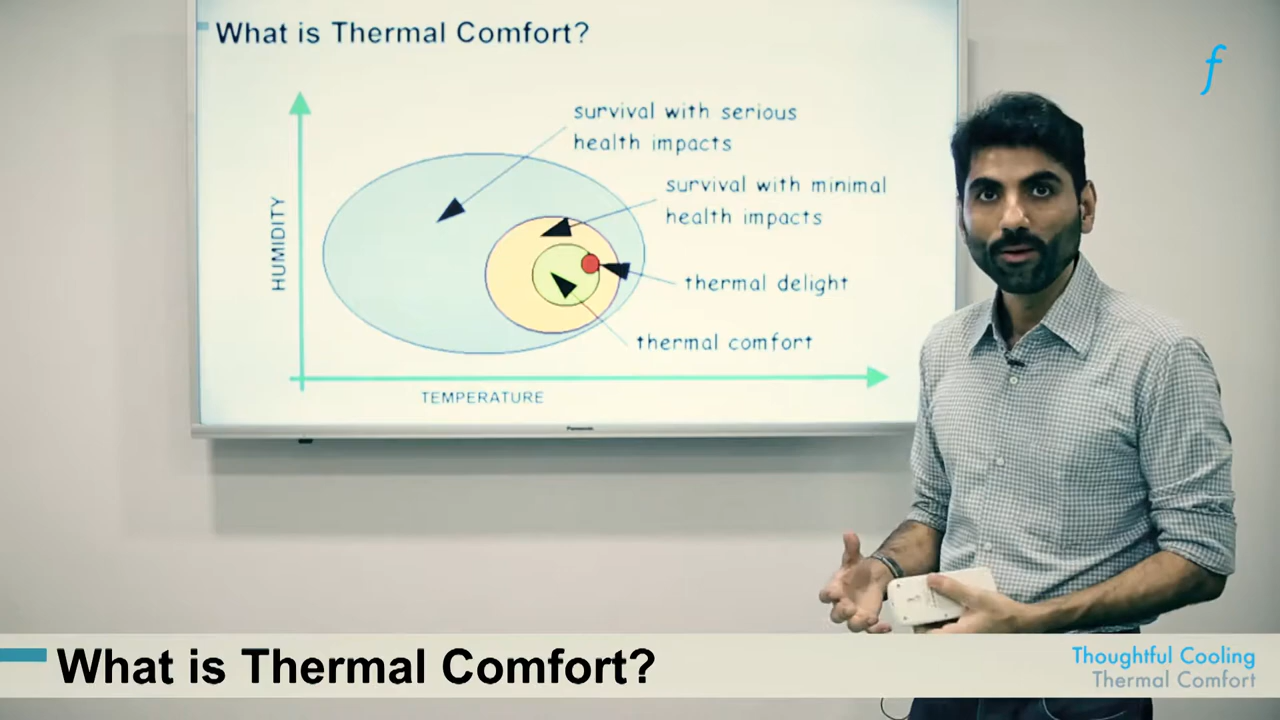 What is Thermal Comfort?
survival with serious
health impacts
survival with minimal
health impacts
thermal delight
thermal comfort
HUMIDITY
TEMPERATURE
Panasonic
f
What is Thermal Comfort?
Thoughtful Cooling
Thermal Comfort